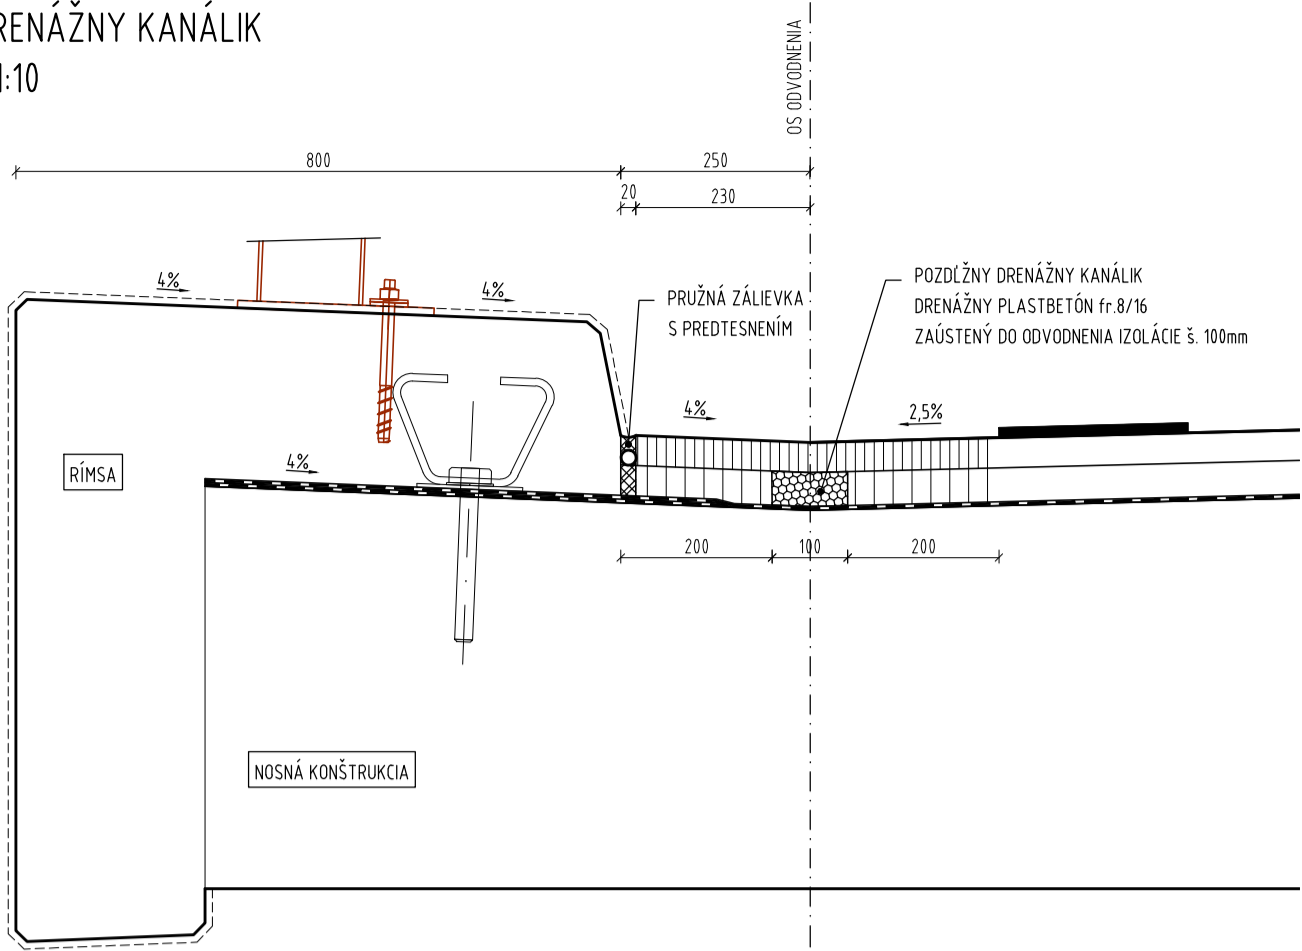 RENÁŽNY KANÁLIK
1:10
OS ODVODNENIA
800
250
20
230
4%
4%
PRUŽNÁ ZÁLIEVKA
S PREDTESNENÍM
POZDĹŽNY DRENÁŽNY KANÁLIK
DRENÁŽNY PLASTBETÓN fr.8/16
ZAÚSTENÝ DO ODVODNENIA IZOLÁCIE š. 100mm
4%
2,5%
4%
RÍMSA
200
100
200
NOSNÁ KONŠTRUKCIA